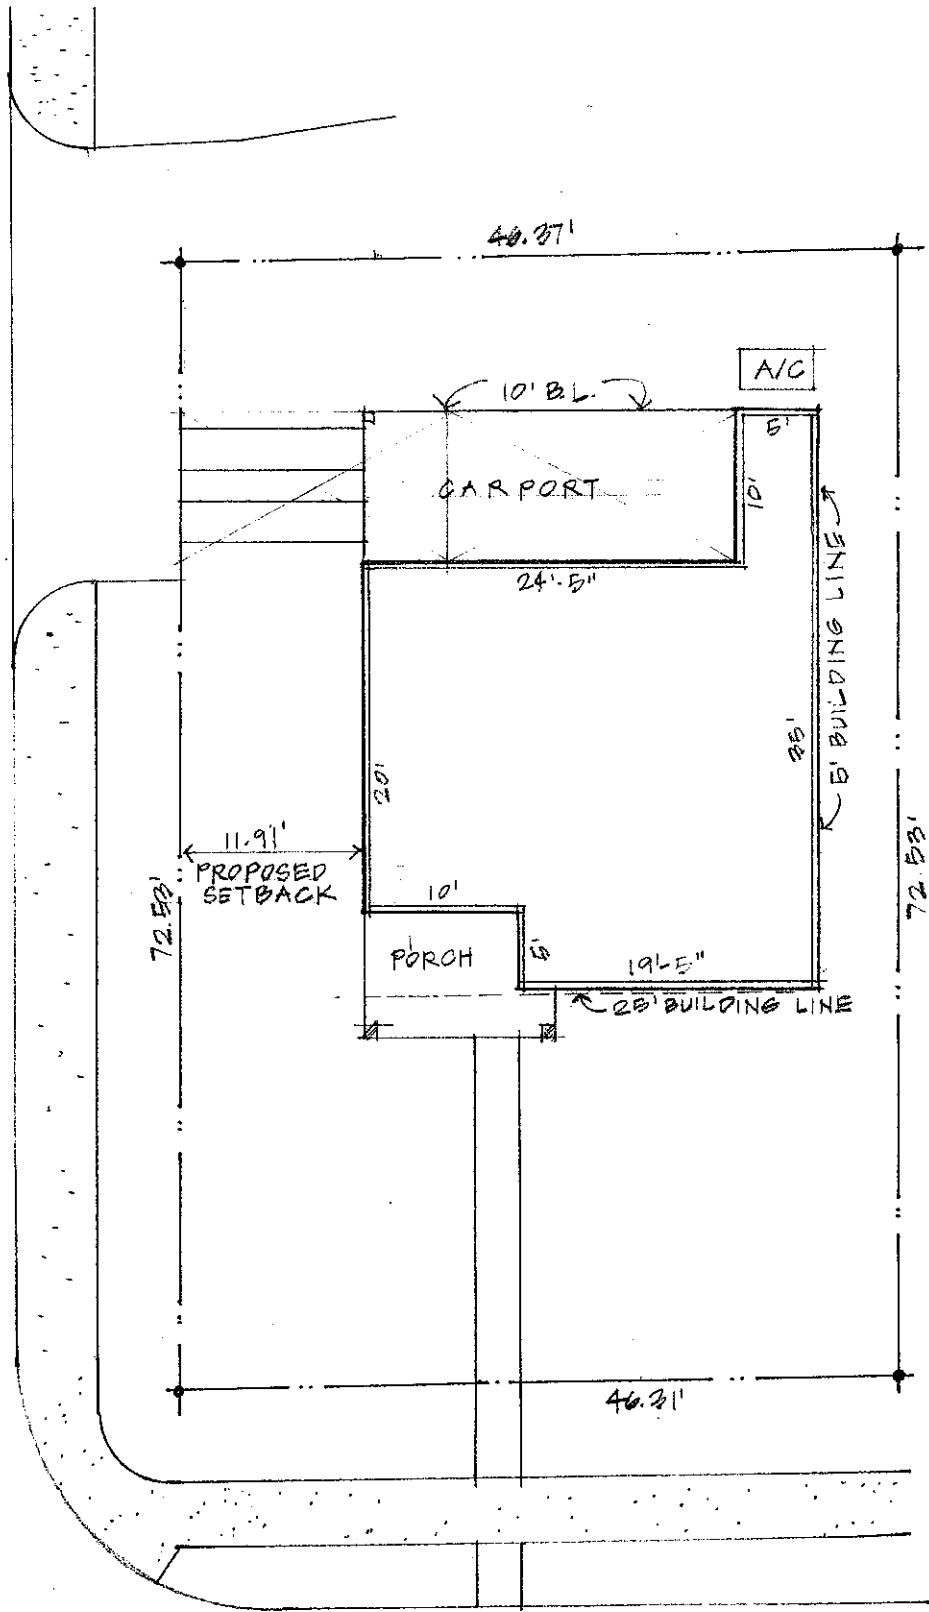 46.37'
A/C
10' B.L.
5'
CARPORT
10'
24'-5"
5' BUILDING LINE
35'
20'
11.91'
PROPOSED
SETBACK
72.53'
72.53'
10'
PORCH
5'
19'-5"
25' BUILDING LINE
46.31'